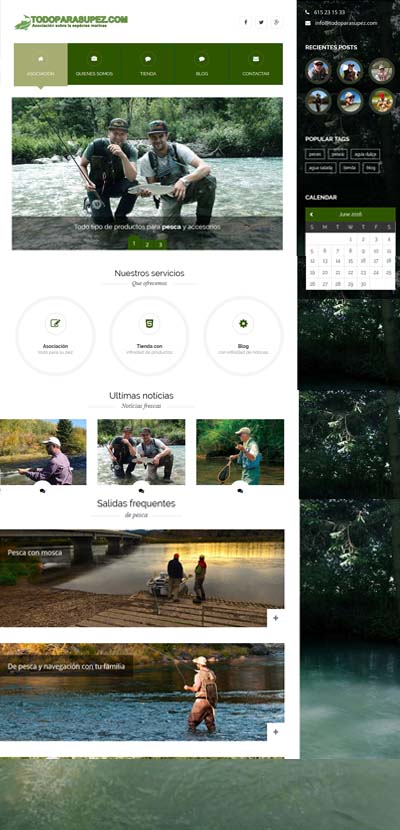 TODOPARASUPEZ.COM
Asociación sobre la especias marinas
ASOCIACIÓN
QUIENES SOMOS
TIENDA
BLOG
CONTACTAR
Todo tipo de productos para pesca y accesorios
1 2 3
Nuestros servicios
Que ofrecemos
Asociación
todo para su pez
Tienda con
infinidad de productos
Blog
con infinidad de noticias
Ultimas noticias
Noticias frescas
Salidas frequentes
de pesca
Pesca con mosca
De pesca y navegación con tu familia
615 23 15 33
info@todoparasupez.com
RECIENTES POSTS
POPULAR TAGS
peces pesca agua dulce
agua salada tienda blog
CALENDAR
June 2016
S M T W T F S
1 2 3 4
5 6 7 8 9 10 11
12 13 14 15 16 17 18
19 20 21 22 23 24 25
26 27 28 29 30